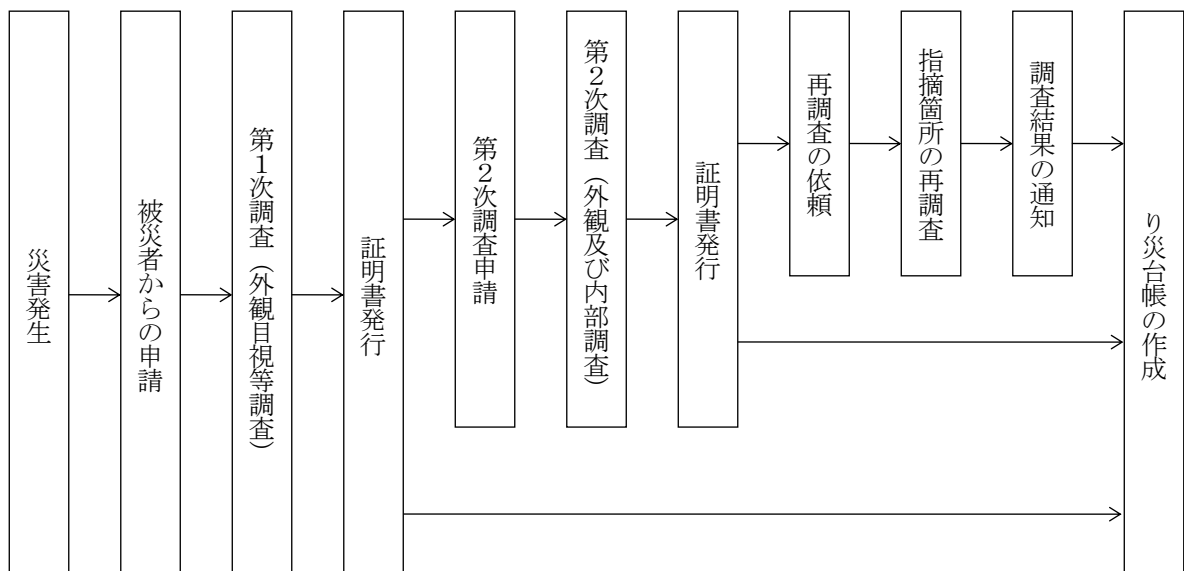 災害発生
被災者からの申請
第１次調査（外観目視等調査）
証明書発行
第２次調査申請
第２次調査（外観及び内部調査）
証明書発行
再調査の依頼
指摘箇所の再調査
調査結果の通知
り災台帳の作成